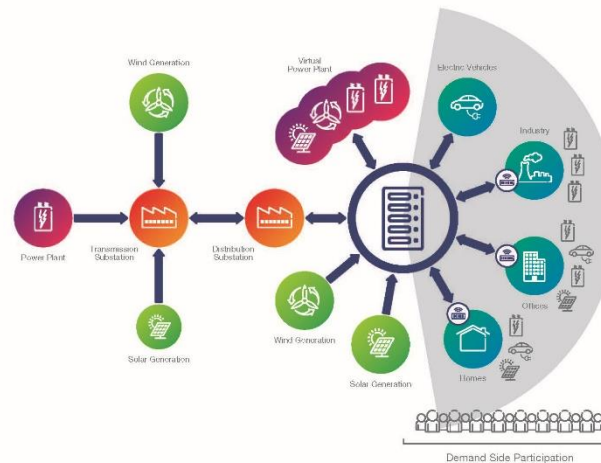 Wind Generation
Virtual
Power Plant
Electric Vehicles
Industry
Power Plant
Transmission
Substation
Distribution
Substation
Offices
Solar Generation
Wind Generation
Solar Generation
Homes
Demand Side Participation